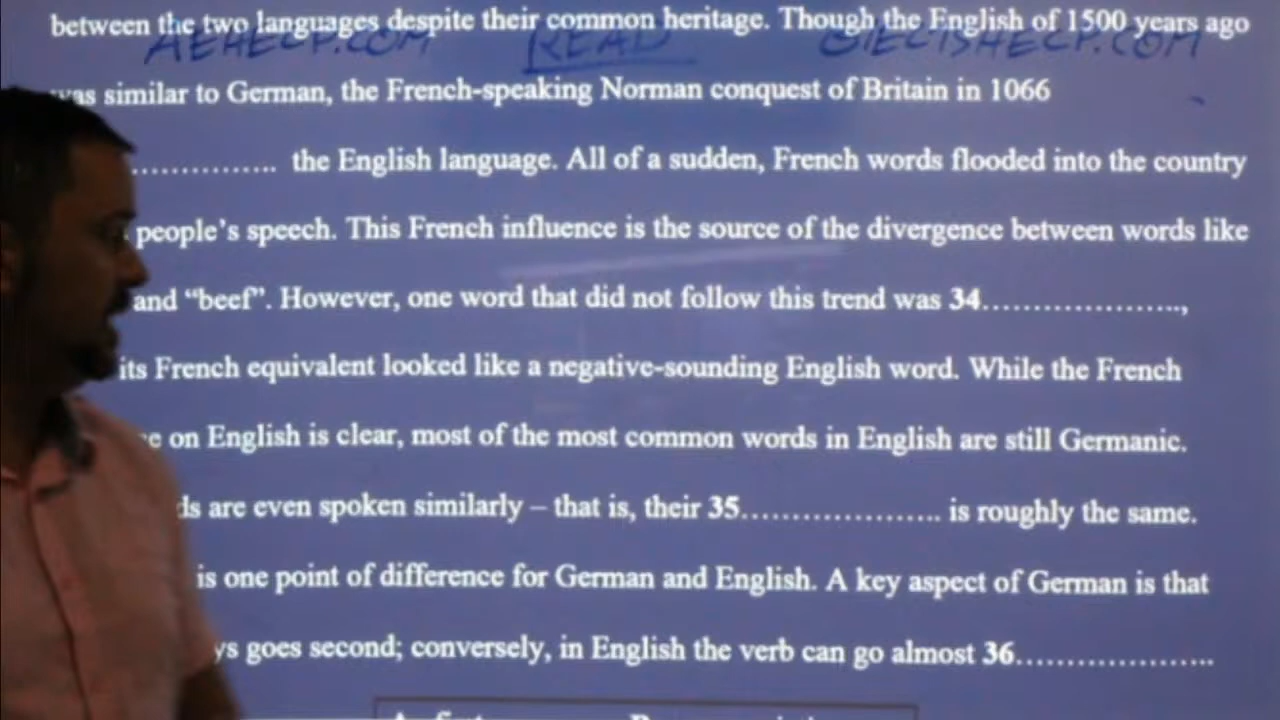 between the two languages despite their common heritage. Though the English of 1500 years ago
AEHELP.COM READ GIELTSHELP.COM
was similar to German, the French-speaking Norman conquest of Britain in 1066
…………… the English language. All of a sudden, French words flooded into the country
people's speech. This French influence is the source of the divergence between words like
and “beef”. However, one word that did not follow this trend was 34………………..,
its French equivalent looked like a negative-sounding English word. While the French
on English is clear, most of the most common words in English are still Germanic.
are even spoken similarly – that is, their 35……………….. is roughly the same.
is one point of difference for German and English. A key aspect of German is that
goes second; conversely, in English the verb can go almost 36………………..